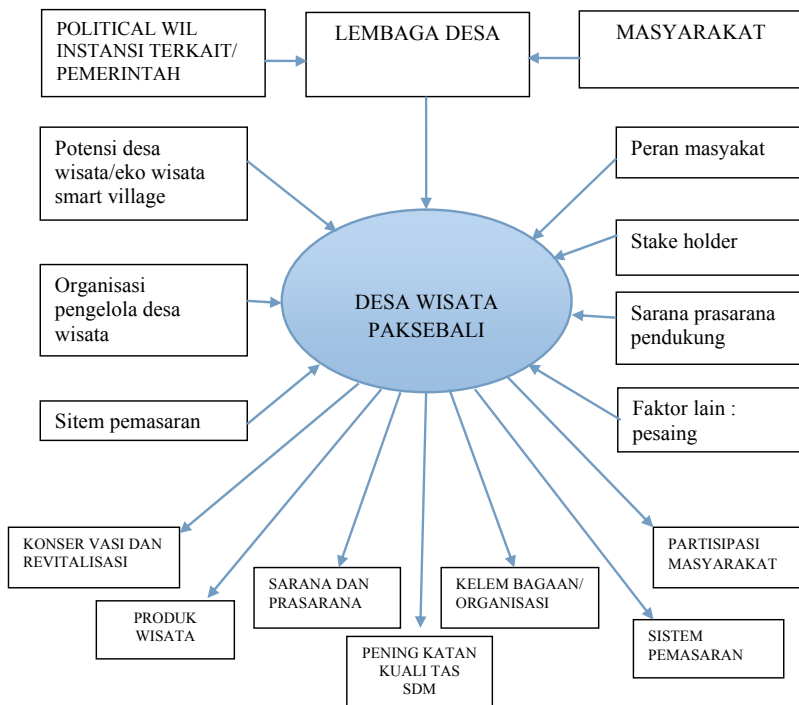 POLITICAL WIL
INSTANSI TERKAIT/
PEMERINTAH
LEMBAGA DESA
MASYARAKAT
Potensi desa
wisata/eko wisata
smart village
Peran masyakat
Stake holder
Organisasi
pengelola desa
wisata
DESA WISATA
PAKSEBALI
Sarana prasarana
pendukung
Sitem pemasaran
Faktor lain :
pesaing
KONSER VASI DAN
REVITALISASI
PRODUK
WISATA
SARANA DAN
PRASARANA
PENING KATAN
KUALI TAS
SDM
KELEM BAGAAN/
ORGANISASI
PARTISIPASI
MASYARAKAT
SISTEM
PEMASARAN